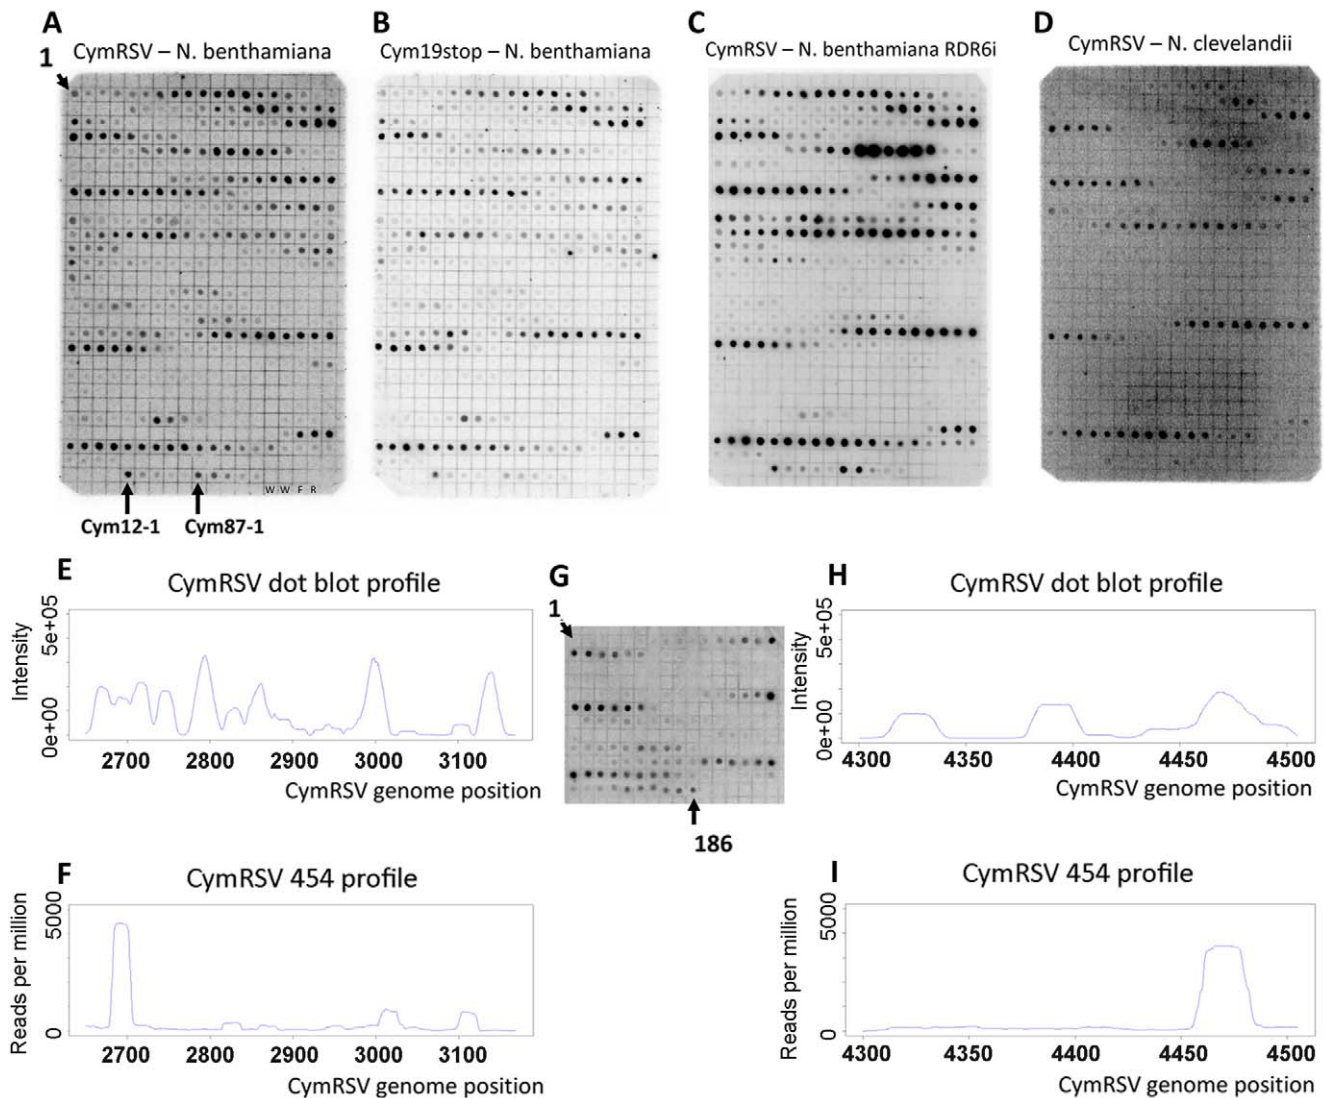 A
CymRSV – N. benthamiana
1
B
Cym19stop – N. benthamiana
C
CymRSV – N. benthamiana RDR6i
D
CymRSV – N. clevelandii
W W F R
Cym12-1
Cym87-1
E
CymRSV dot blot profile
Intensity
5e+05
0e+00
2700 2800 2900 3000 3100
CymRSV genome position
G
1
186
H
CymRSV dot blot profile
Intensity
5e+05
0e+00
4300 4350 4400 4450 4500
CymRSV genome position
F
CymRSV 454 profile
Reads per million
5000
0
2700 2800 2900 3000 3100
CymRSV genome position
I
CymRSV 454 profile
Reads per million
5000
0
4300 4350 4400 4450 4500
CymRSV genome position